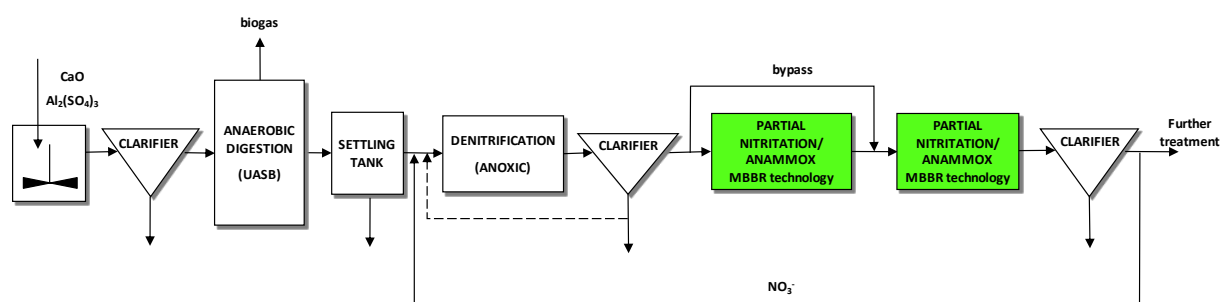 biogas
CaO
Al₂(SO₄)₃
CLARIFIER
ANAEROBIC
DIGESTION
(UASB)
SETTLING
TANK
DENITRIFICATION
(ANOXIC)
CLARIFIER
bypass
PARTIAL
NITRITATION/
ANAMMOX
MBBR technology
PARTIAL
NITRITATION/
ANAMMOX
MBBR technology
CLARIFIER
Further
treatment
NO₃⁻